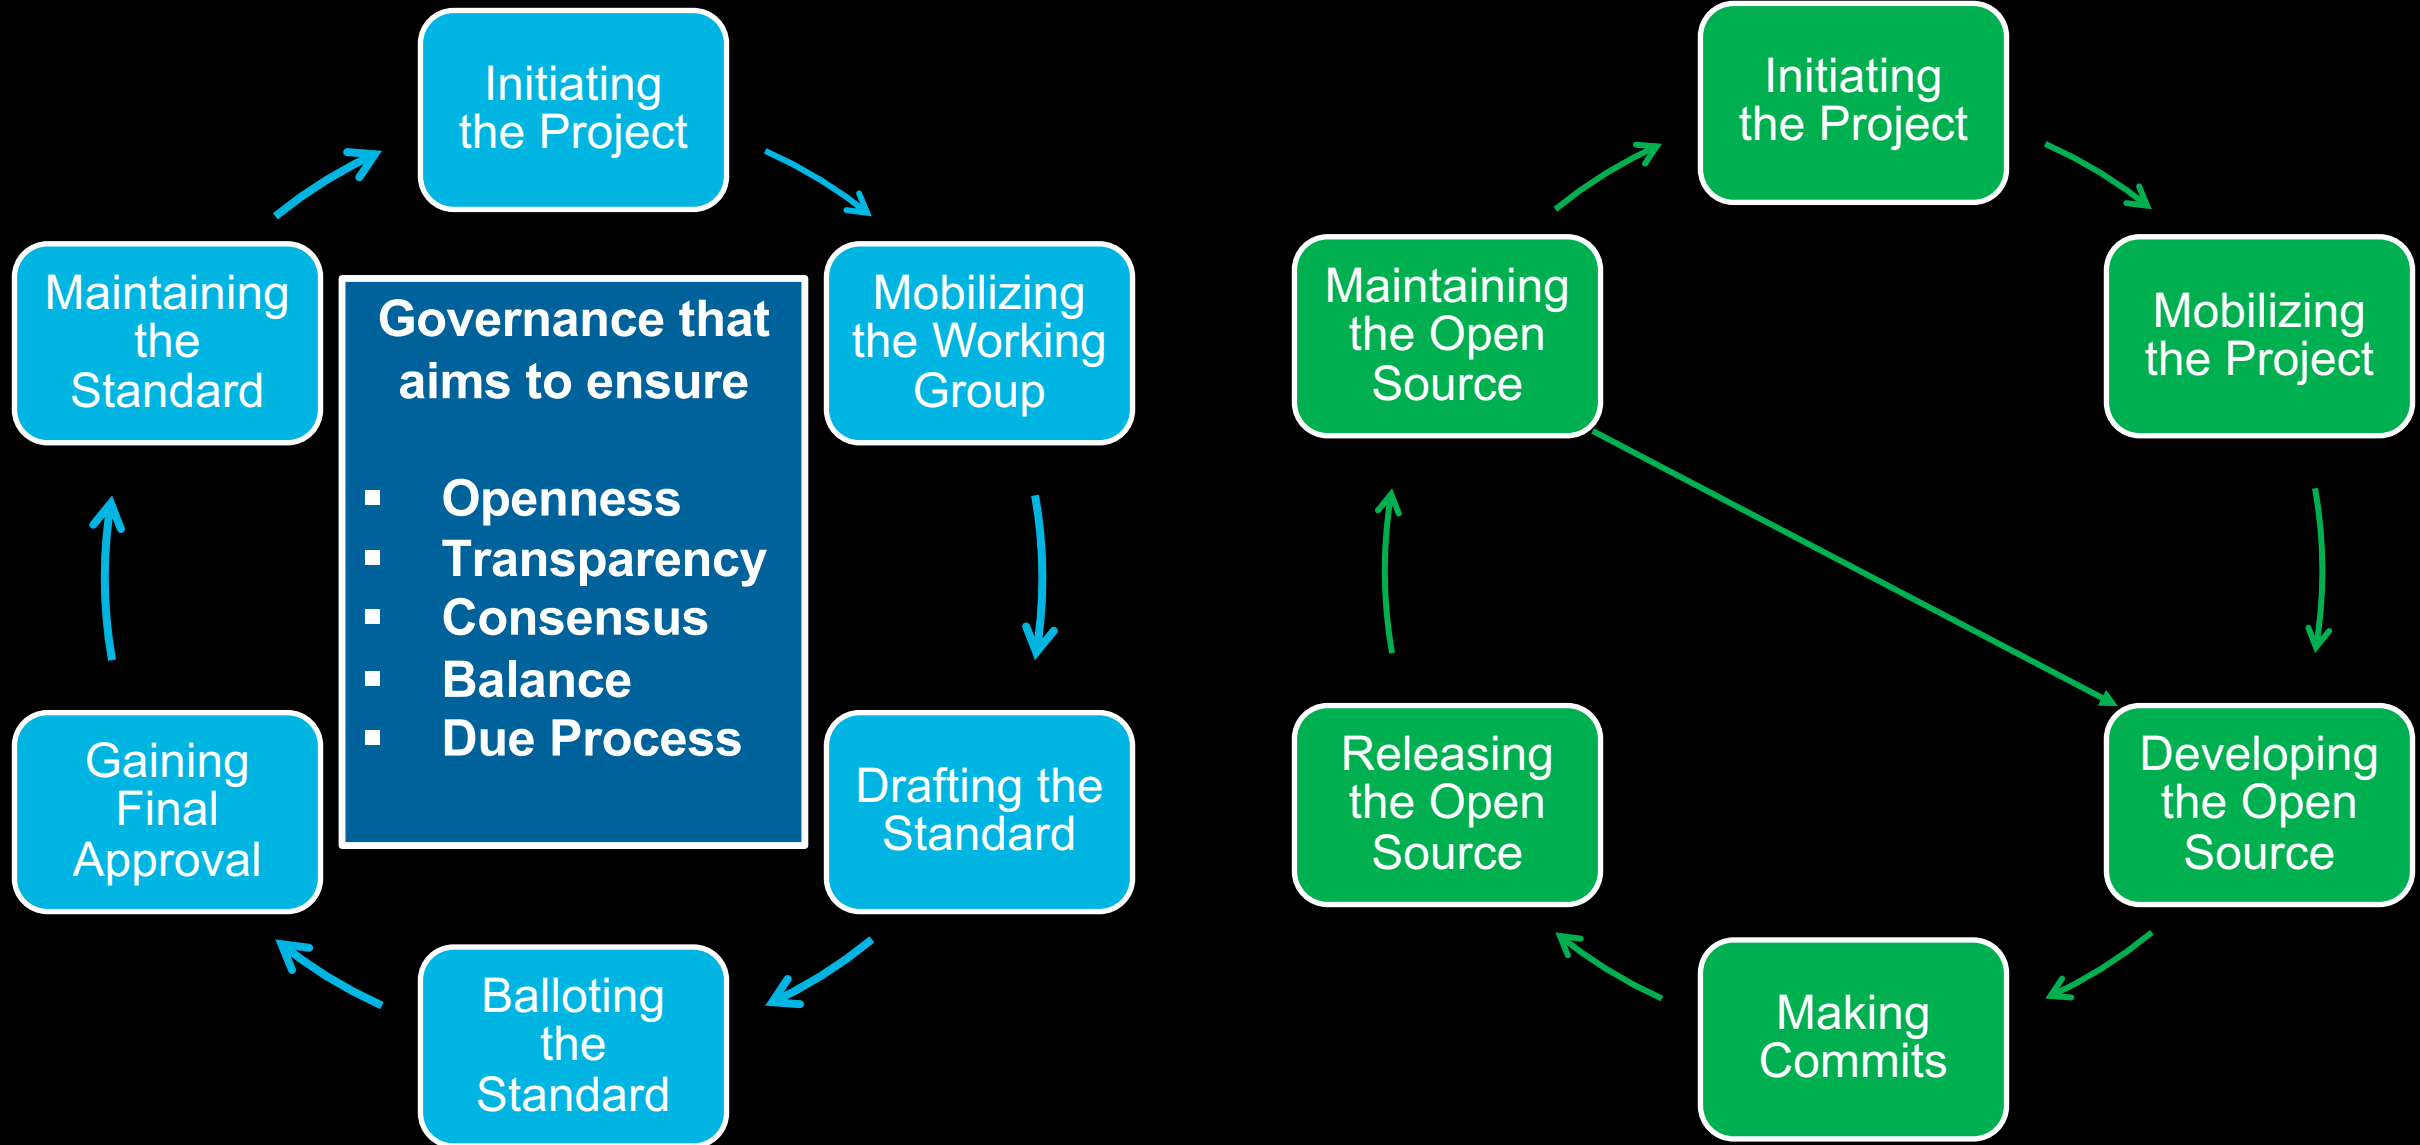 Initiating
the Project
Mobilizing
the Working
Group
Drafting the
Standard
Balloting
the
Standard
Gaining
Final
Approval
Maintaining
the
Standard
Governance that
aims to ensure
▪ Openness
▪ Transparency
▪ Consensus
▪ Balance
▪ Due Process
Initiating
the Project
Mobilizing
the Project
Developing
the Open
Source
Making
Commits
Releasing
the Open
Source
Maintaining
the Open
Source